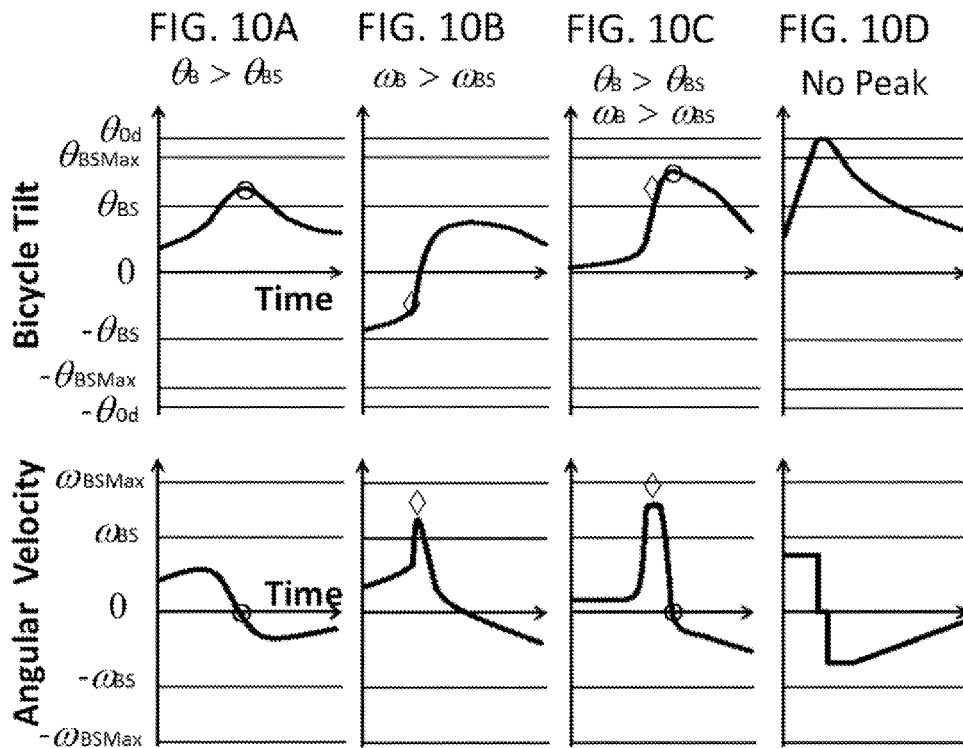 FIG. 10A FIG. 10B FIG. 10C FIG. 10D
θB > θBS ωB > ωBS θB > θBS No Peak
ωB > ωBS
Bicycle Tilt
θ0d
θBSMax
θBS
0
Time
-θBS
-θBSMax
-θ0d
Angular Velocity
ωBSMax
ωBS
Time
0
-ωBS
-ωBSMax